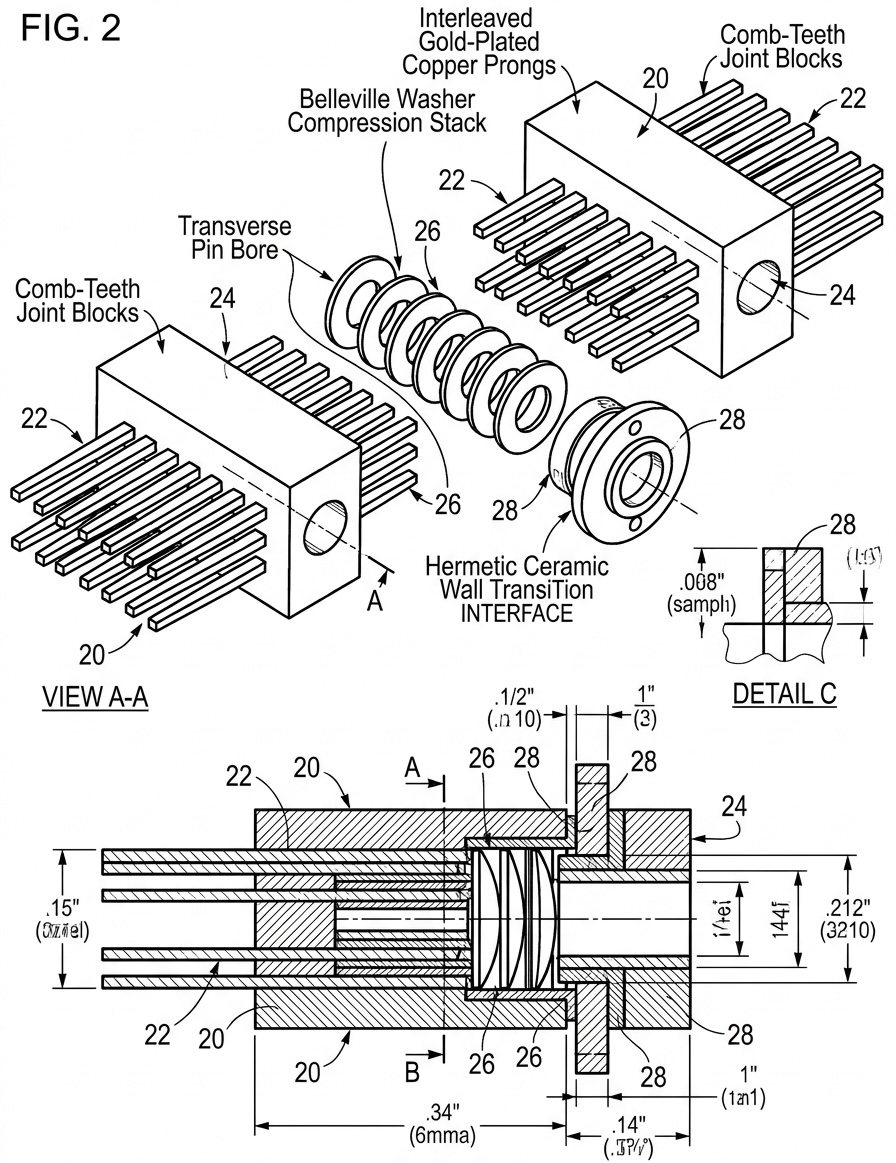 FIG. 2
Interleaved
Gold-Plated
Copper Prongs
Comb-Teeth
Joint Blocks
20
22
Belleville Washer
Compression Stack
22
Transverse
Pin Bore
26
24
Comb-Teeth
Joint Blocks
24
22
28
26
28
Hermetic Ceramic
Wall TransiTion
INTERFACE
A
20
28
.008"
VIEW A-A
DETAIL C
.1/2"
1"
(3)
20
22
A
26
28
28
24
.15"
.212"
(3210)
22
20
20
B
26
26
28
28
1"
.34"
(6mma)
.14"